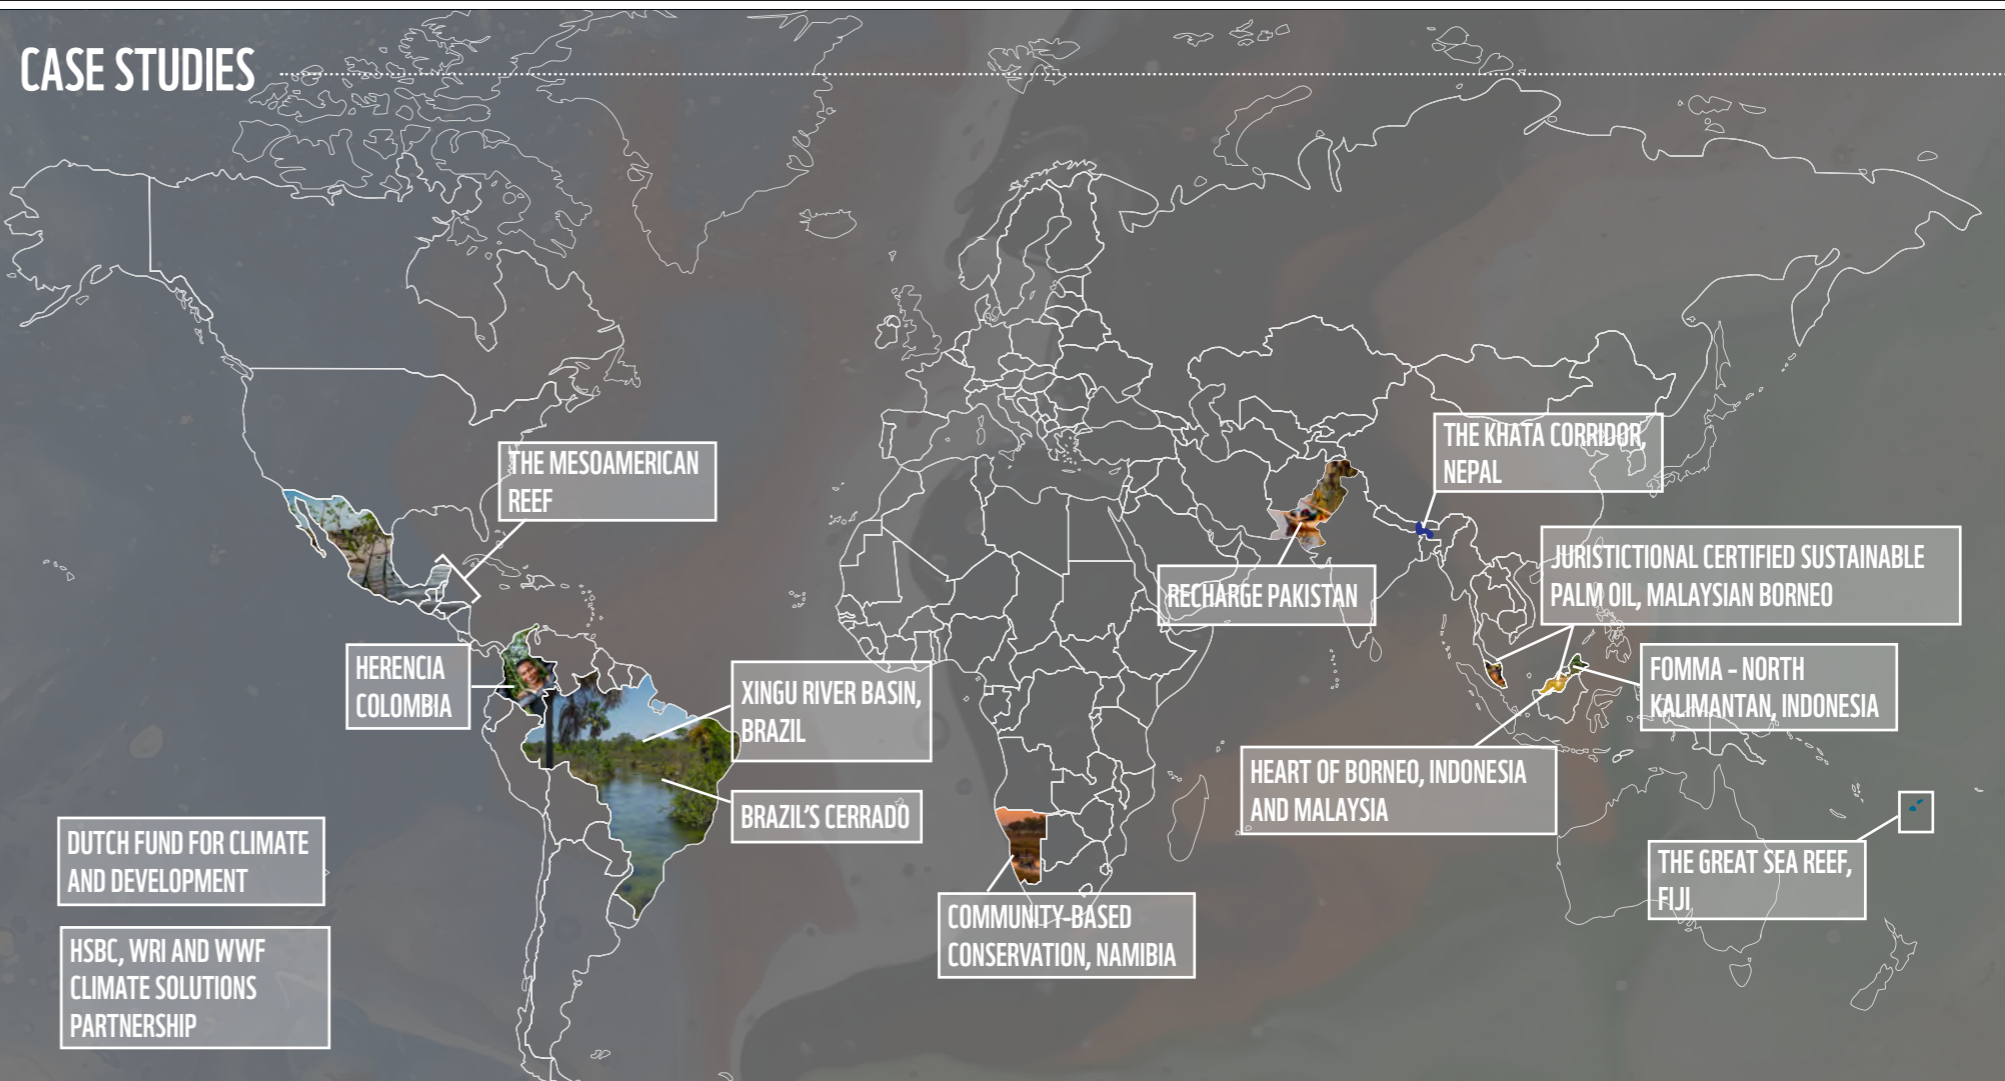 CASE STUDIES
THE MESOAMERICAN
REEF
THE KHATA CORRIDOR,
NEPAL
JURISTICTIONAL CERTIFIED SUSTAINABLE
PALM OIL, MALAYSIAN BORNEO
RECHARGE PAKISTAN
HERENCIA
COLOMBIA
XINGU RIVER BASIN,
BRAZIL
FOMMA - NORTH
KALIMANTAN, INDONESIA
HEART OF BORNEO, INDONESIA
AND MALAYSIA
BRAZIL'S CERRADO
DUTCH FUND FOR CLIMATE
AND DEVELOPMENT
THE GREAT SEA REEF,
FIJI
COMMUNITY-BASED
CONSERVATION, NAMIBIA
HSBC, WRI AND WWF
CLIMATE SOLUTIONS
PARTNERSHIP